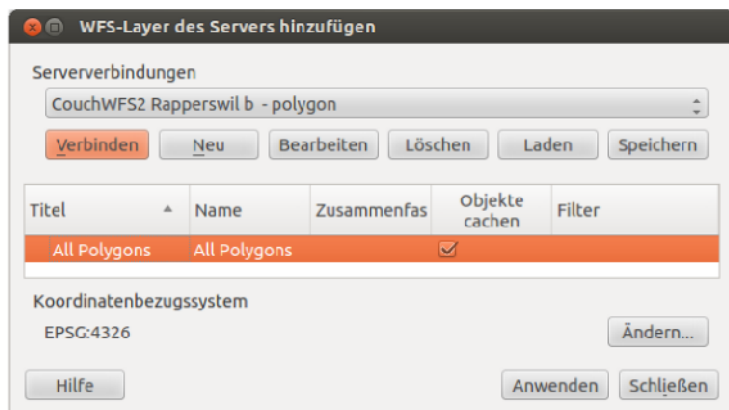 WFS-Layer des Servers hinzufügen
Serververbindungen
CouchWFS2 Rapperswil b - polygon
Verbinden Neu Bearbeiten Löschen Laden Speichern
Titel Name Zusammenfas Objekte cachen Filter
All Polygons All Polygons
Koordinatenbezugssystem
EPSG:4326 Ändern...
Hilfe Anwenden Schließen